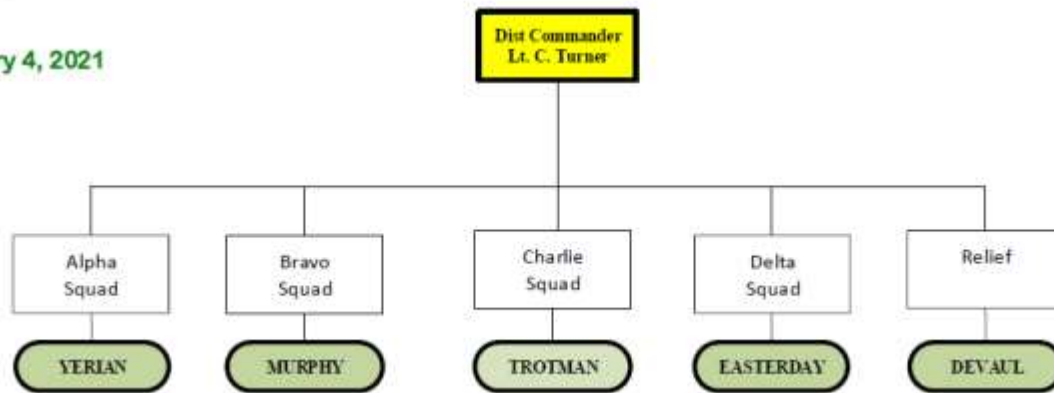 Dist Commander
Lt. C. Turner
ry 4, 2021
Alpha
Squad
Bravo
Squad
Charlie
Squad
Delta
Squad
Relief
YERIAN
MURPHY
TROTMAN
EASTERDAY
DEVAUL